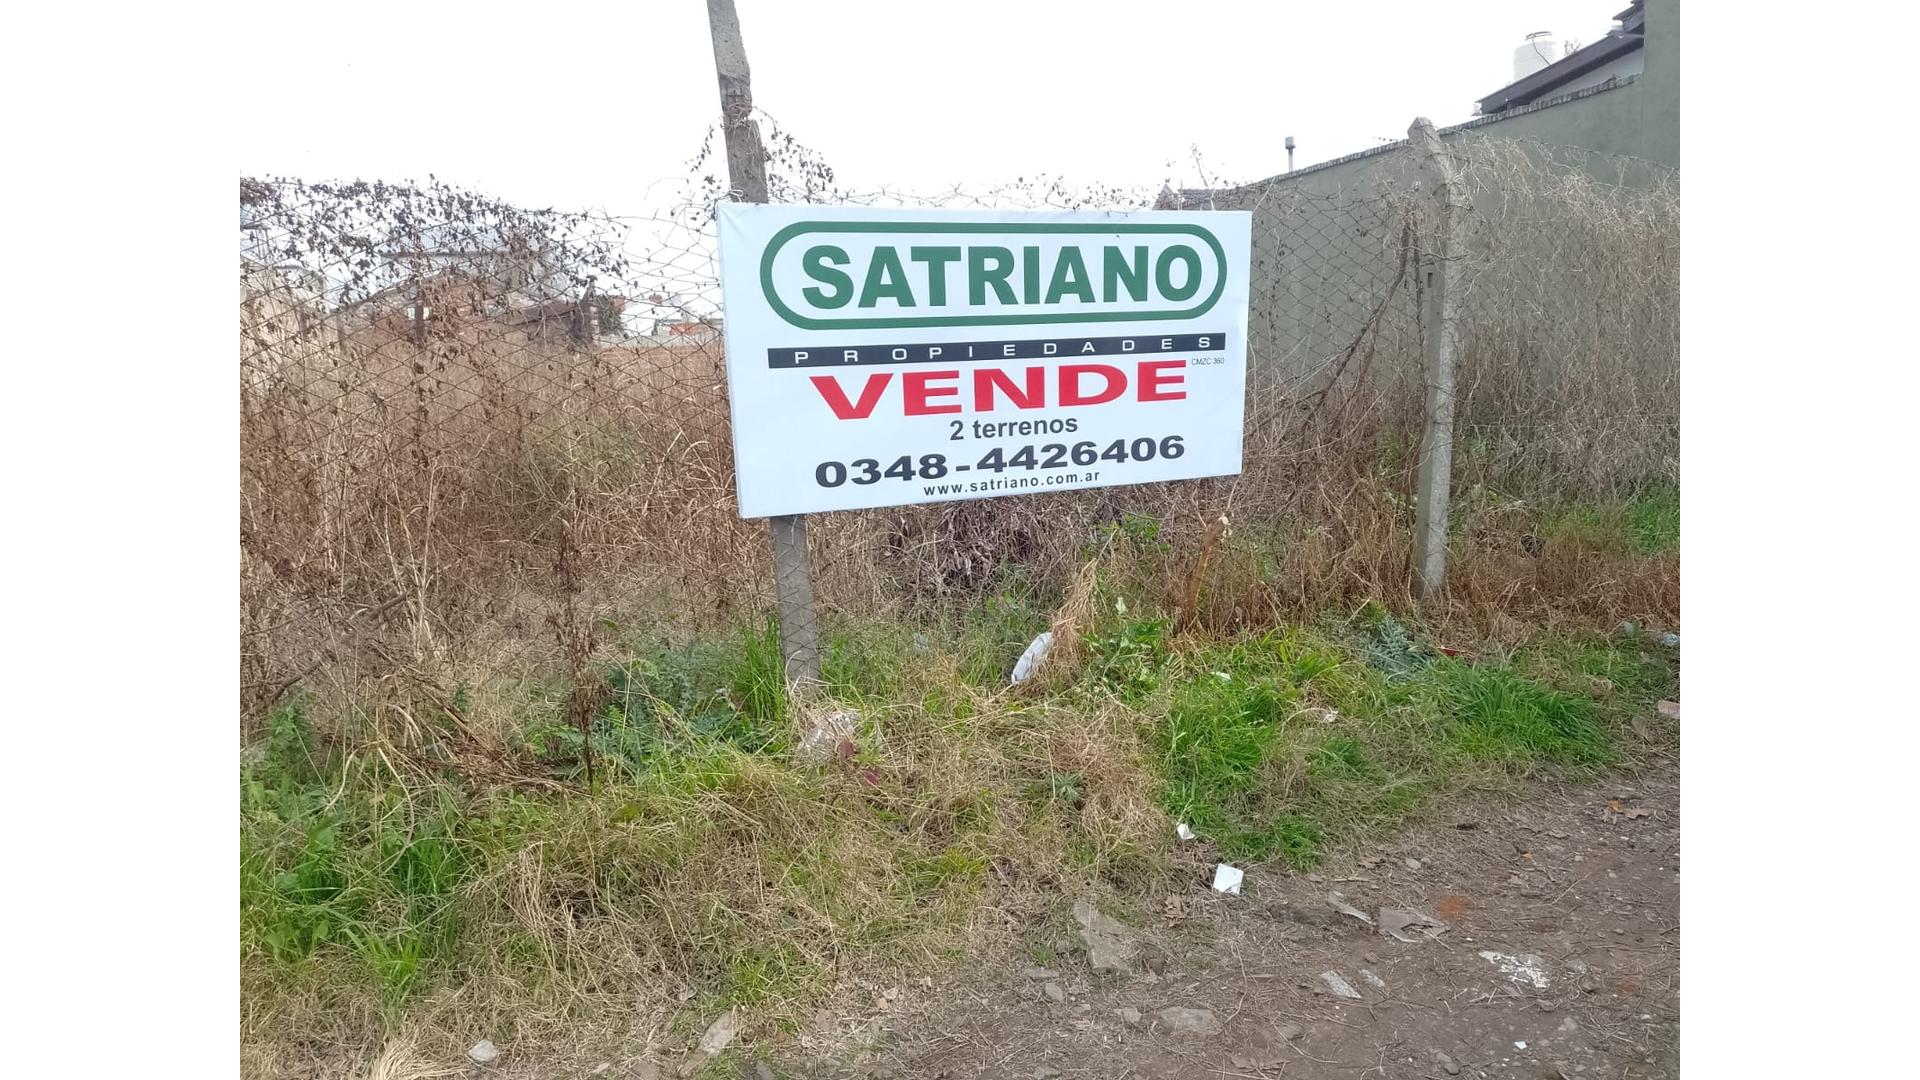 SATRIANO
PROPIEDADES
VENDE
CMZC 360
2 terrenos
0348-4426406
www.satriano.com.ar